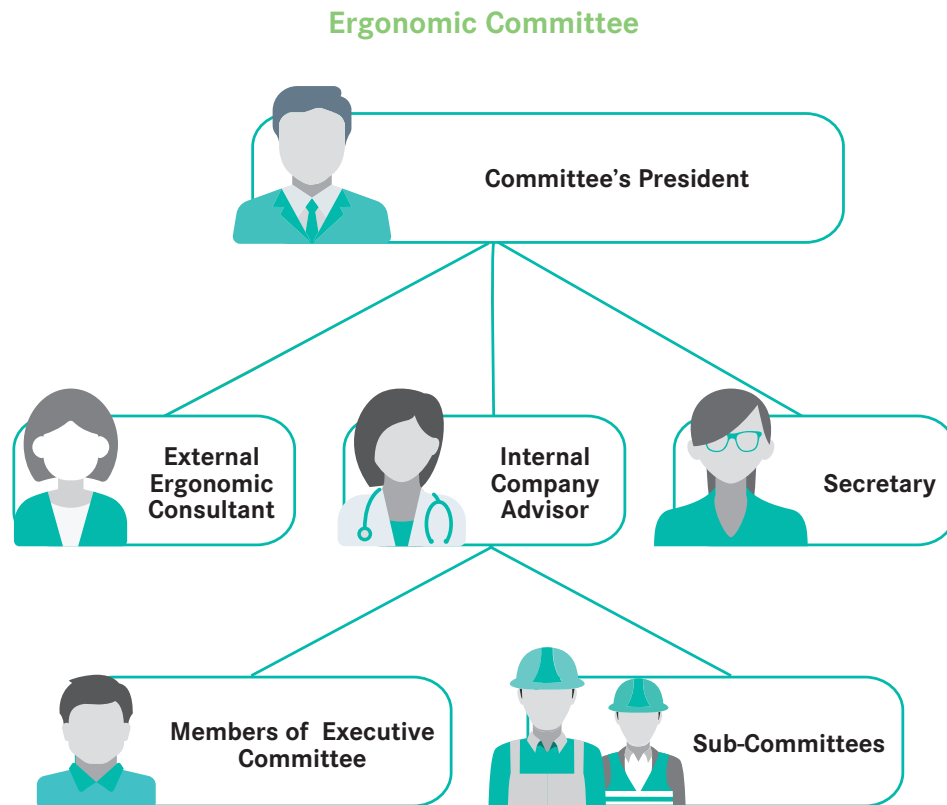 Ergonomic Committee
Committee’s President
External
Ergonomic
Consultant
Internal
Company
Advisor
Secretary
Members of  Executive
Committee
Sub-Committees